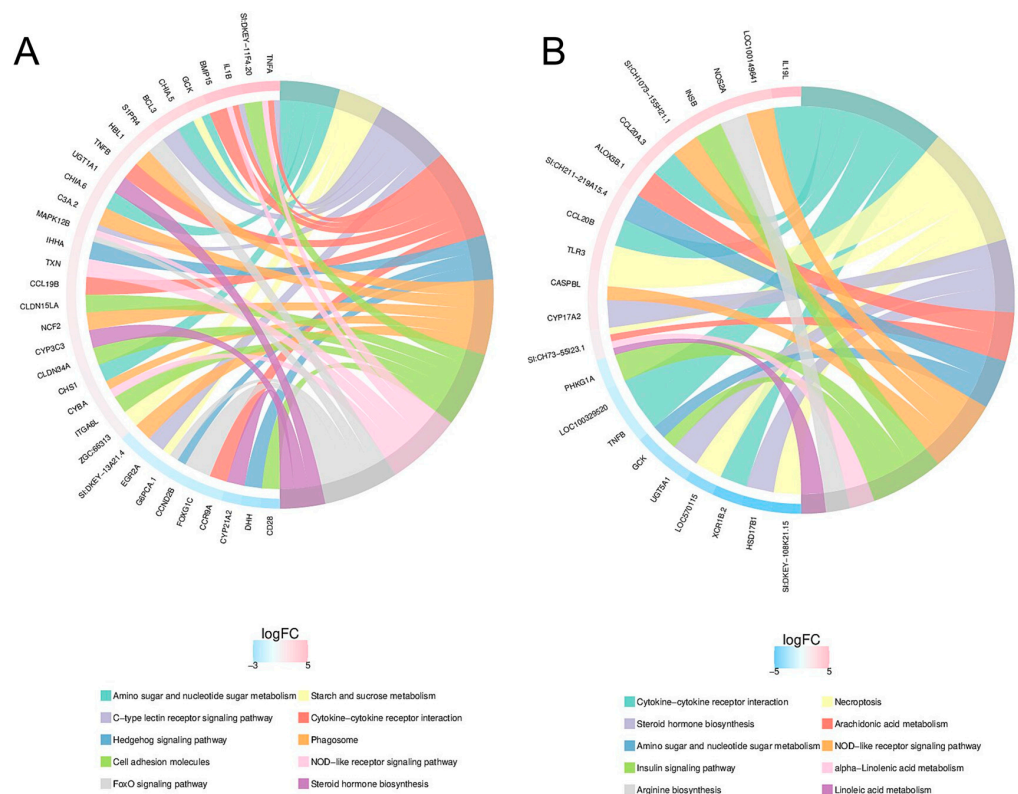 A
TNFA
SI:DKEY-11F4.20
IL1B
BMP15
GCK
CHIA.5
BCL3
S1PR4
HBL1
TNFB
UGT1A1
CHIA.6
C3A.2
MAPK12B
IHHA
TXN
CCL19B
CLDN15LA
NCF2
CYP3C3
CLDN34A
CHS1
CYBA
ITGA6L
ZGC:66313
SI:DKEY-13A21.4
EGR2A
G6PCA.1
CCND2B
FOXG1C
CCR9A
CYP21A2
DHH
CD28
logFC
-3 5
Amino sugar and nucleotide sugar metabolism
Starch and sucrose metabolism
C-type lectin receptor signaling pathway
Cytokine-cytokine receptor interaction
Hedgehog signaling pathway
Phagosome
Cell adhesion molecules
NOD-like receptor signaling pathway
FoxO signaling pathway
Steroid hormone biosynthesis
B
IL16L
LOC100149641
NOS2A
INSB
SI:CH1073-155H21.1
CCL20A.3
ALOX5B.1
SI:CH211-219A15.4
CCL20B
TLR3
CASPBL
CYP17A2
SI:CH73-55I23.1
PHKG1A
LOC100329520
TNFB
GCK
UGT5A1
LOC570115
XCR1B.2
HSD17B1
SI:DKEY-108K21.15
logFC
-5 5
Cytokine-cytokine receptor interaction
Necroptosis
Steroid hormone biosynthesis
Arachidonic acid metabolism
Amino sugar and nucleotide sugar metabolism
NOD-like receptor signaling pathway
Insulin signaling pathway
alpha-Linolenic acid metabolism
Arginine biosynthesis
Linoleic acid metabolism